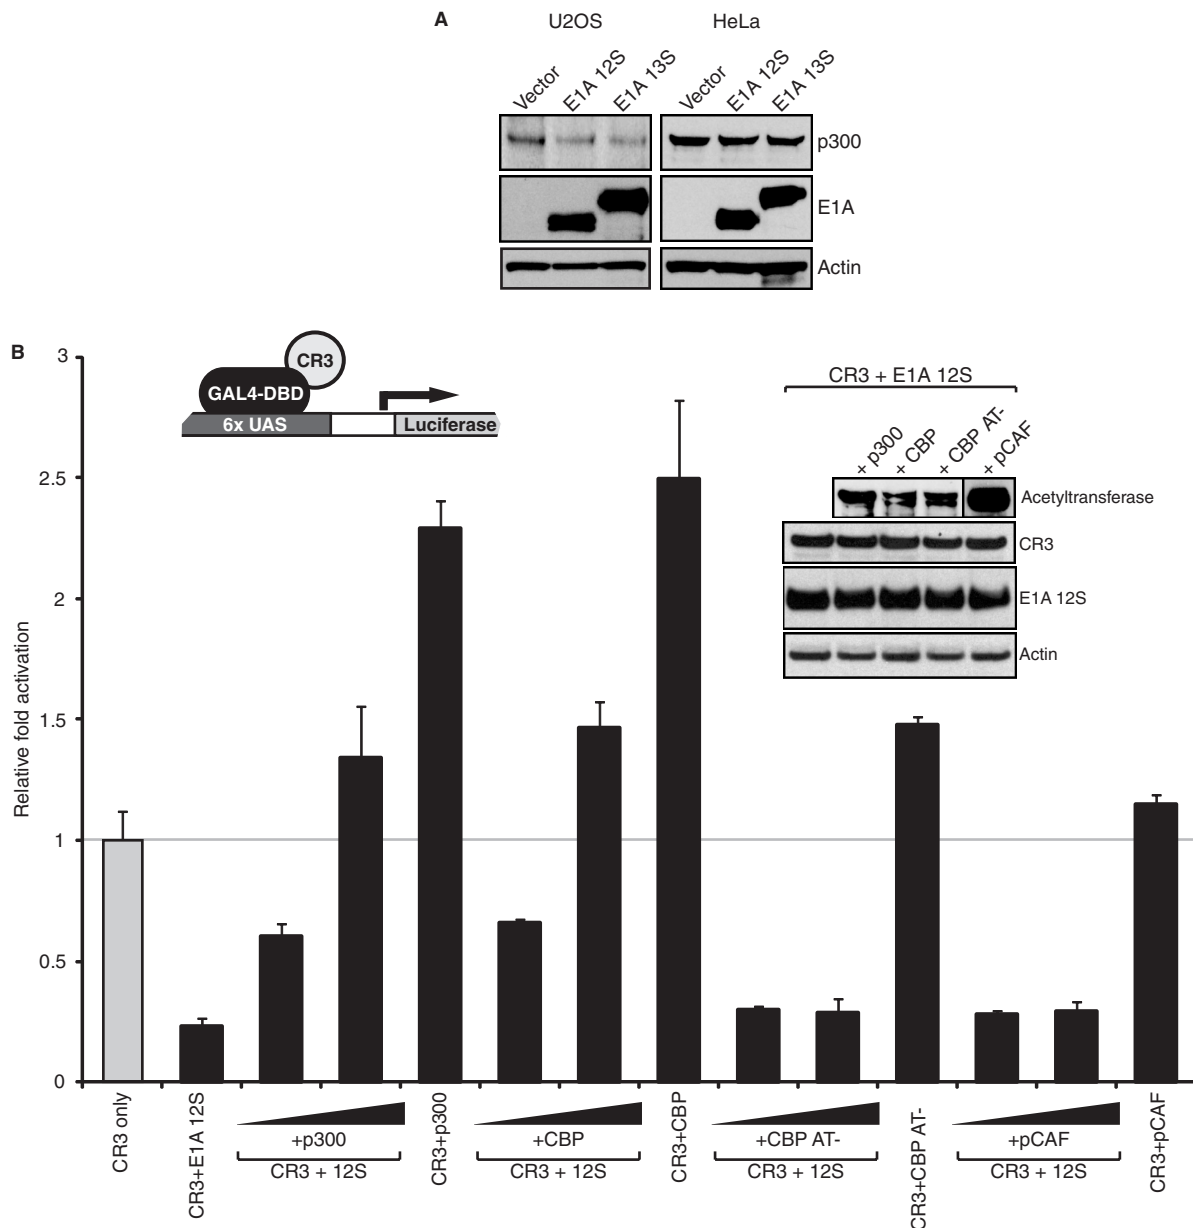 A
U2OS
HeLa
Vector
E1A 12S
E1A 13S
Vector
E1A 12S
E1A 13S
p300
E1A
Actin
B
CR3
GAL4-DBD
6x UAS
Luciferase
CR3 + E1A 12S
+ p300
+ CBP
+ CBP AT-
+ pCAF
Acetyltransferase
CR3
E1A 12S
Actin
Relative fold activation
3
2.5
2
1.5
1
0.5
0
CR3 only
CR3+E1A 12S
+p300
CR3 + 12S
CR3+p300
+CBP
CR3 + 12S
CR3+CBP
+CBP AT-
CR3 + 12S
CR3+CBP AT-
+pCAF
CR3 + 12S
CR3+pCAF